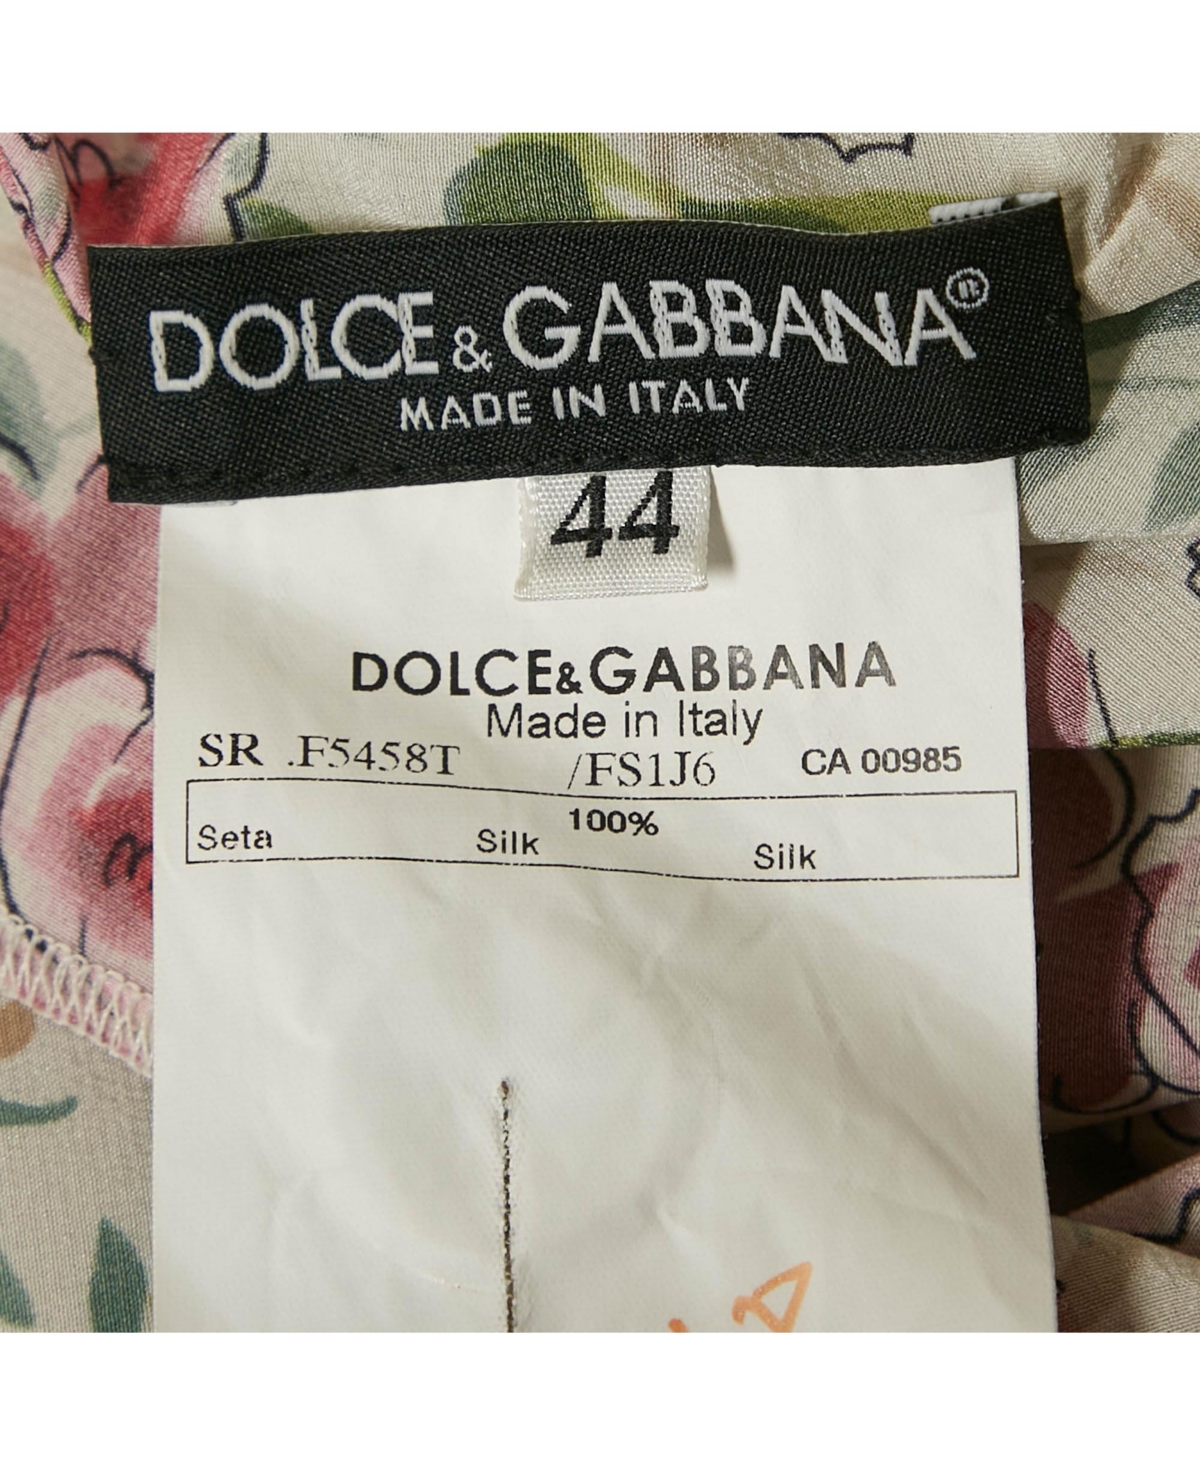 DOLCE & GABBANA®
MADE IN ITALY
44
DOLCE&GABBANA
Made in Italy
SR .F5458T /FS1J6 CA 00985
100%
Seta Silk Silk